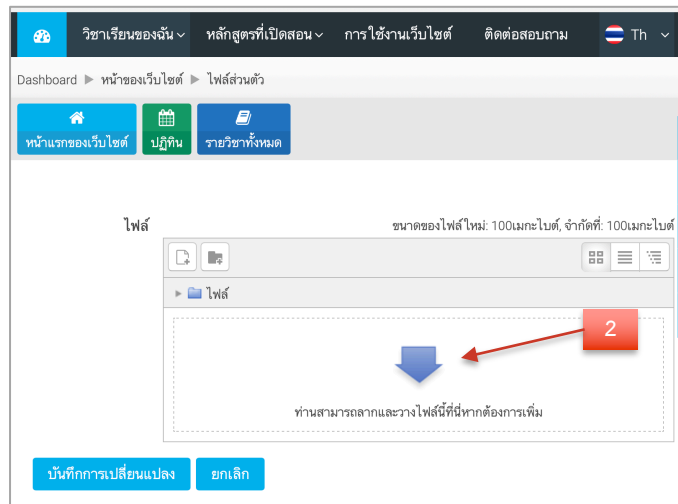 วิชาเรียนของฉัน หลักสูตรที่เปิดสอน การใช้งานเว็บไซต์ ติดต่อสอบถาม Th
Dashboard ► หน้าของเว็บไซต์ ► ไฟล์ส่วนตัว
หน้าแรกของเว็บไซต์ ปฏิทิน รายวิชาทั้งหมด
ไฟล์ ขนาดของไฟล์ใหม่: 100เมกะไบต์, จำกัดที่: 100เมกะไบต์
► ไฟล์
2
ท่านสามารถลากและวางไฟล์นี้ที่นี่หากต้องการเพิ่ม
บันทึกการเปลี่ยนแปลง ยกเลิก